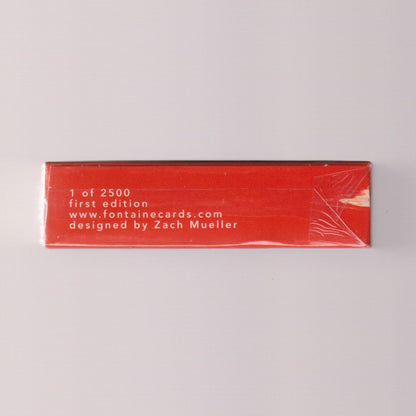 1 of 2500
first edition
www.fontainecards.com
designed by Zach Mueller